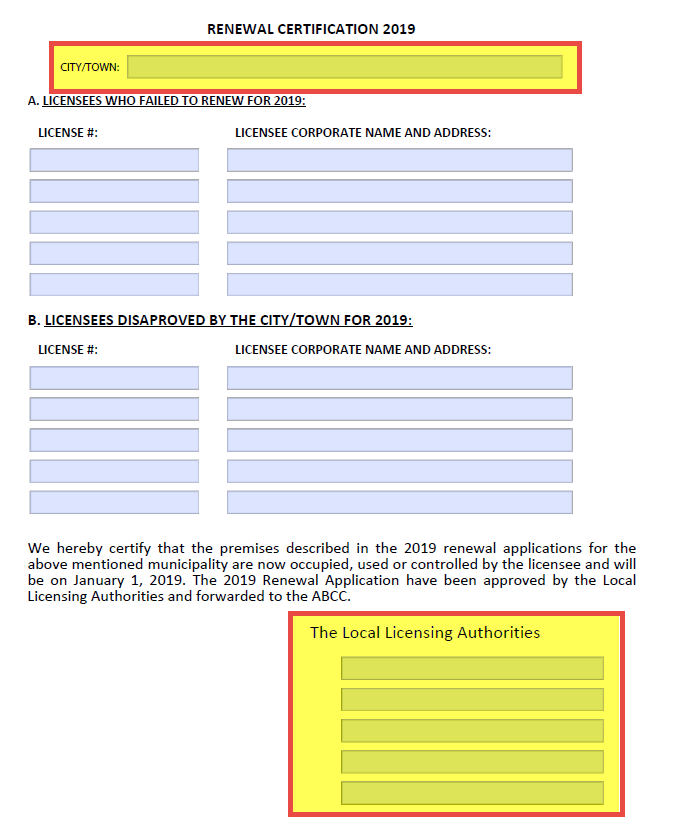 RENEWAL CERTIFICATION 2019
CITY/TOWN:
A. LICENSEES WHO FAILED TO RENEW FOR 2019:
LICENSE #: LICENSEE CORPORATE NAME AND ADDRESS:
B. LICENSEES DISAPROVED BY THE CITY/TOWN FOR 2019:
LICENSE #: LICENSEE CORPORATE NAME AND ADDRESS:
We hereby certify that the premises described in the 2019 renewal applications for the
above mentioned municipality are now occupied, used or controlled by the licensee and will
be on January 1, 2019. The 2019 Renewal Application have been approved by the Local
Licensing Authorities and forwarded to the ABCC.
The Local Licensing Authorities